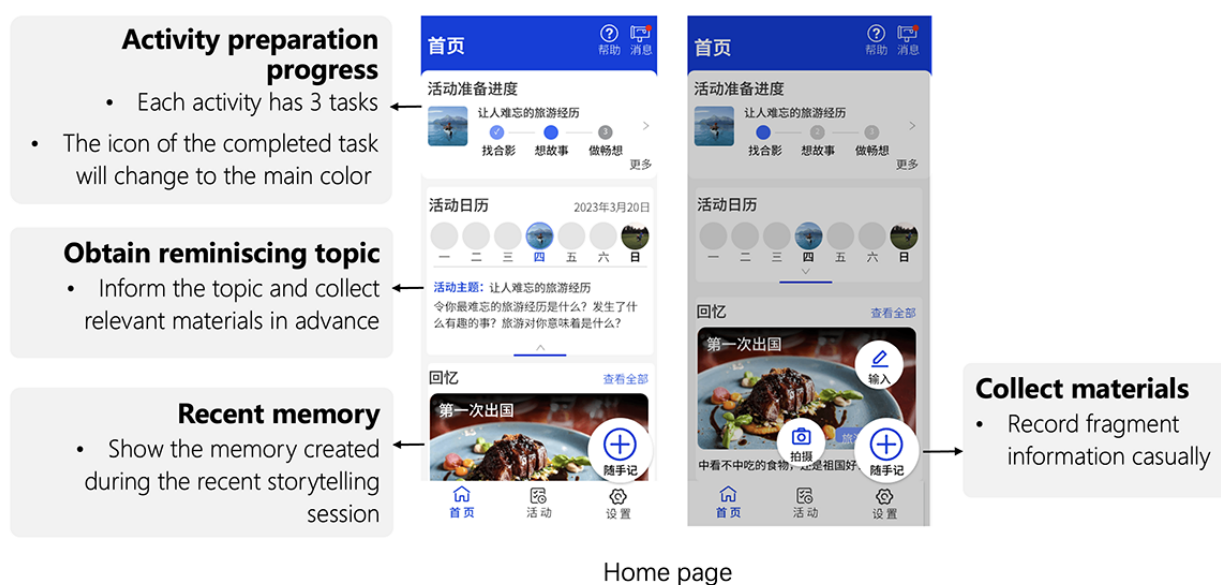 Activity preparation
progress
• Each activity has 3 tasks
• The icon of the completed task
will change to the main color
Obtain reminiscing topic
• Inform the topic and collect
relevant materials in advance
Recent memory
• Show the memory created
during the recent storytelling
session
首页
帮助 消息
活动准备进度
让人难忘的旅游经历
3
找合影 想故事 做畅想
更多
活动日历 2023年3月20日
一 二 三 四 五 六 日
活动主题：让人难忘的旅游经历
令你最难忘的旅游经历是什么？发生了什
么有趣的事？旅游对你意味着是什么？
回忆 查看全部
第一次出国
随手记
首页 活动 设置
首页
帮助 消息
活动准备进度
让人难忘的旅游经历
2 3
找合影 想故事 做畅想
更多
活动日历
一 二 三 四 五 六 日
回忆 查看全部
第一次出国
输入
拍摄
随手记
中看不中吃的食物，还是祖国好
首页 活动 设置
Collect materials
• Record fragment
information casually
Home page